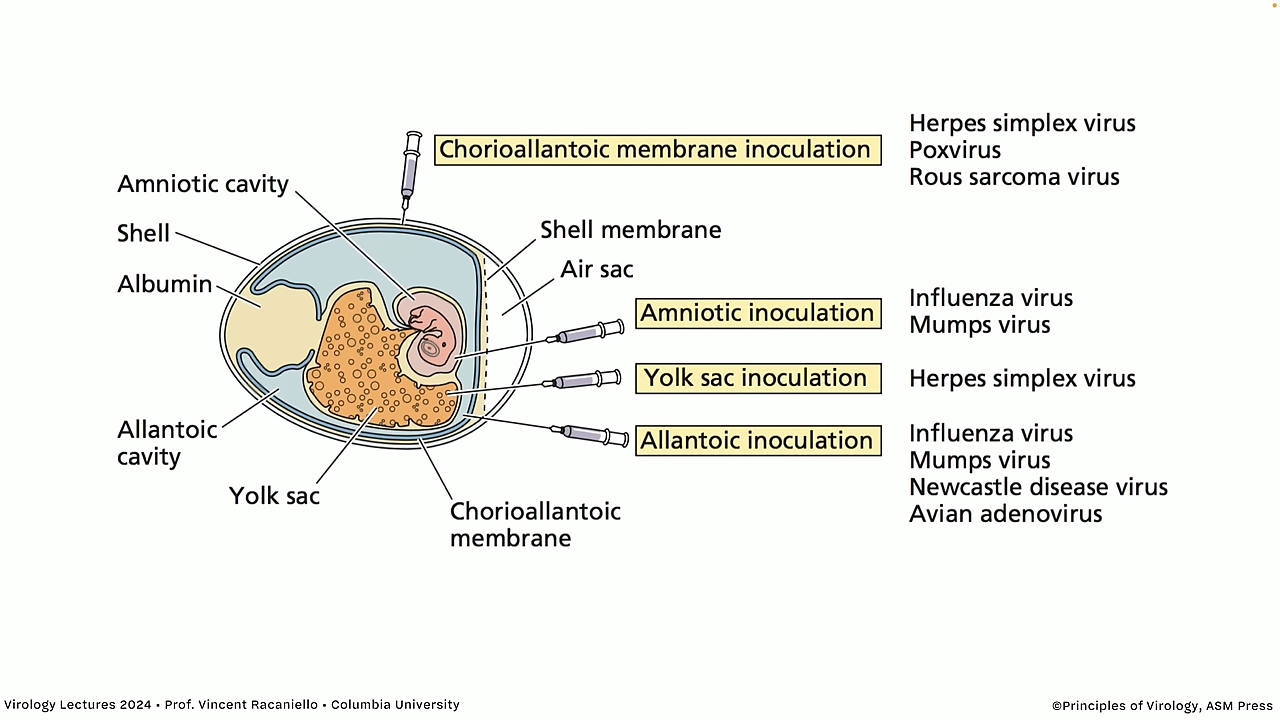 Chorioallantoic membrane inoculation
Herpes simplex virus
Poxvirus
Rous sarcoma virus
Amniotic cavity
Shell
Albumin
Shell membrane
Air sac
Amniotic inoculation
Influenza virus
Mumps virus
Yolk sac inoculation
Herpes simplex virus
Allantoic inoculation
Influenza virus
Mumps virus
Newcastle disease virus
Avian adenovirus
Allantoic
cavity
Yolk sac
Chorioallantoic
membrane
Virology Lectures 2024 • Prof. Vincent Racaniello • Columbia University
©Principles of Virology, ASM Press